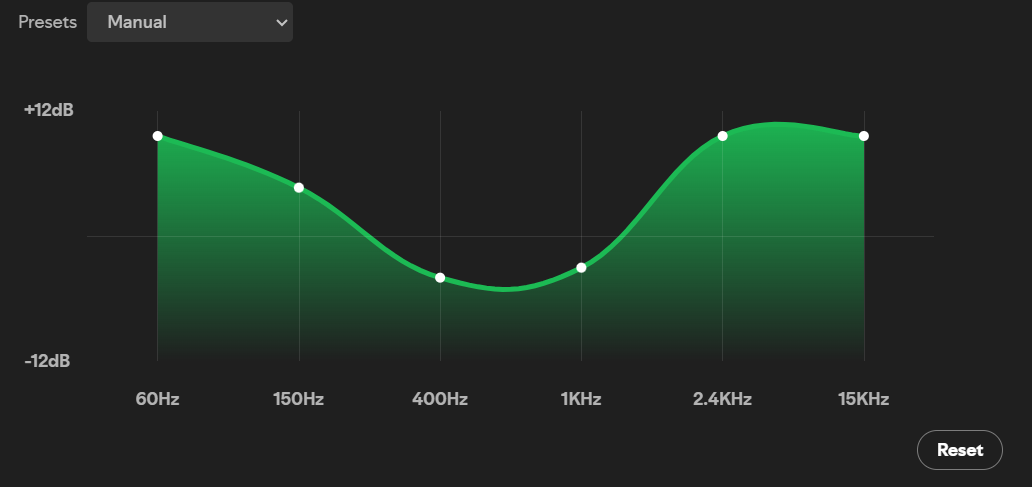 Presets Manual
+12dB
-12dB
60Hz 150Hz 400Hz 1KHz 2.4KHz 15KHz
Reset